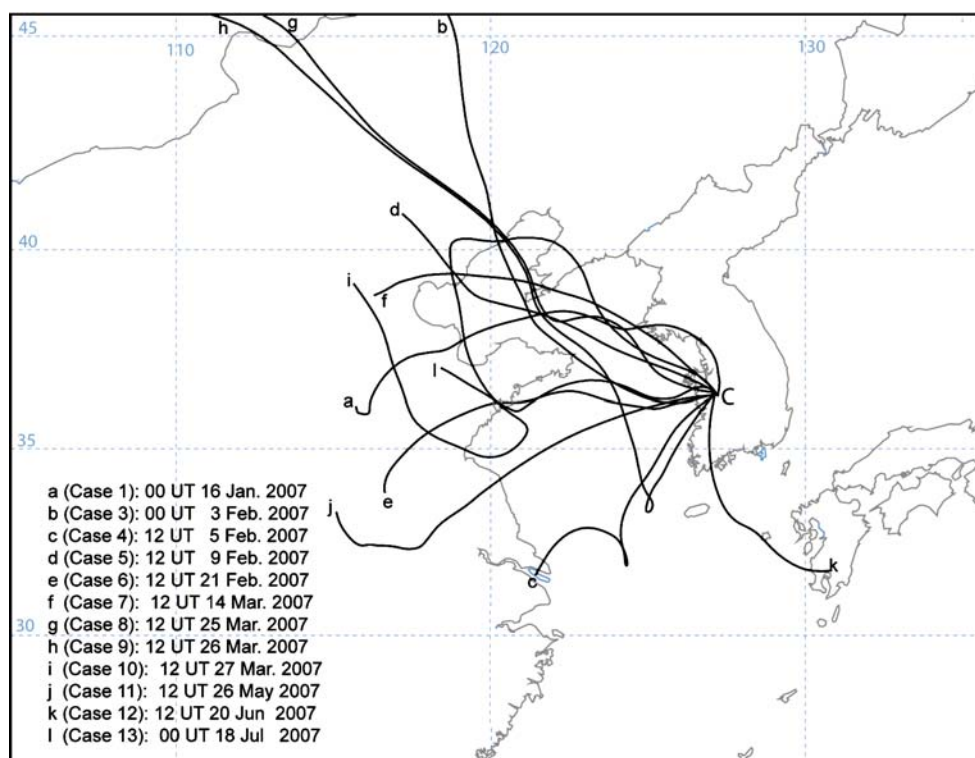 45
110
h
g
b
120
130
40
d
i
f
l
a
C
35
e
j
c
k
30
a (Case 1): 00 UT 16 Jan. 2007
b (Case 3): 00 UT 3 Feb. 2007
c (Case 4): 12 UT 5 Feb. 2007
d (Case 5): 12 UT 9 Feb. 2007
e (Case 6): 12 UT 21 Feb. 2007
f (Case 7): 12 UT 14 Mar. 2007
g (Case 8): 12 UT 25 Mar. 2007
h (Case 9): 12 UT 26 Mar. 2007
i (Case 10): 12 UT 27 Mar. 2007
j (Case 11): 12 UT 26 May 2007
k (Case 12): 12 UT 20 Jun 2007
l (Case 13): 00 UT 18 Jul 2007